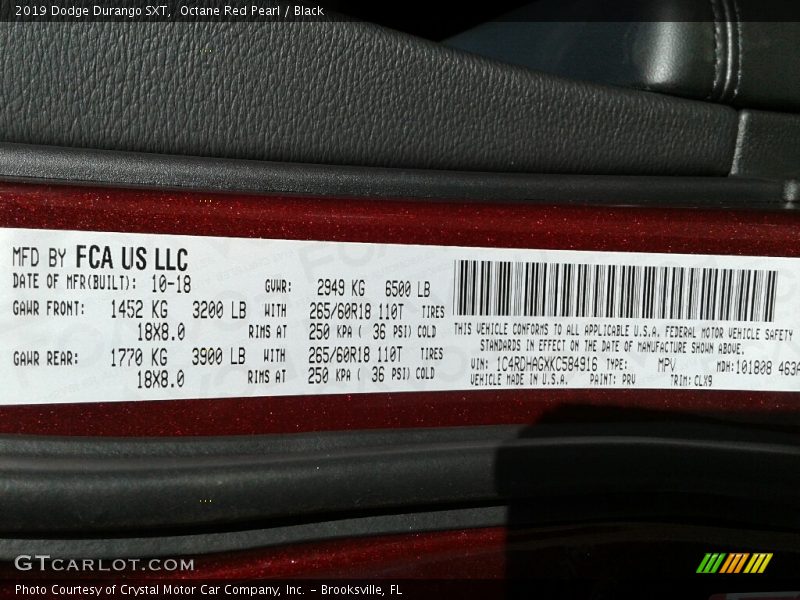 2019 Dodge Durango SXT, Octane Red Pearl / Black
MFD BY FCA US LLC
DATE OF MFR(BUILT): 10-18 GVWR: 2949 KG 6500 LB
GAWR FRONT: 1452 KG 3200 LB WITH 265/60R18 110T TIRES
18X8.0 RIMS AT 250 KPA ( 36 PSI) COLD
GAWR REAR: 1770 KG 3900 LB WITH 265/60R18 110T TIRES
18X8.0 RIMS AT 250 KPA ( 36 PSI) COLD
THIS VEHICLE CONFORMS TO ALL APPLICABLE U.S.A. FEDERAL MOTOR VEHICLE SAFETY
STANDARDS IN EFFECT ON THE DATE OF MANUFACTURE SHOWN ABOVE.
VIN: 1C4RDHAGXKC584916 TYPE: MPV MDH:101808 4634
VEHICLE MADE IN U.S.A. PAINT: PRV TRIM: CLX9
GTCARLOT.COM
Photo Courtesy of Crystal Motor Car Company, Inc. – Brooksville, FL